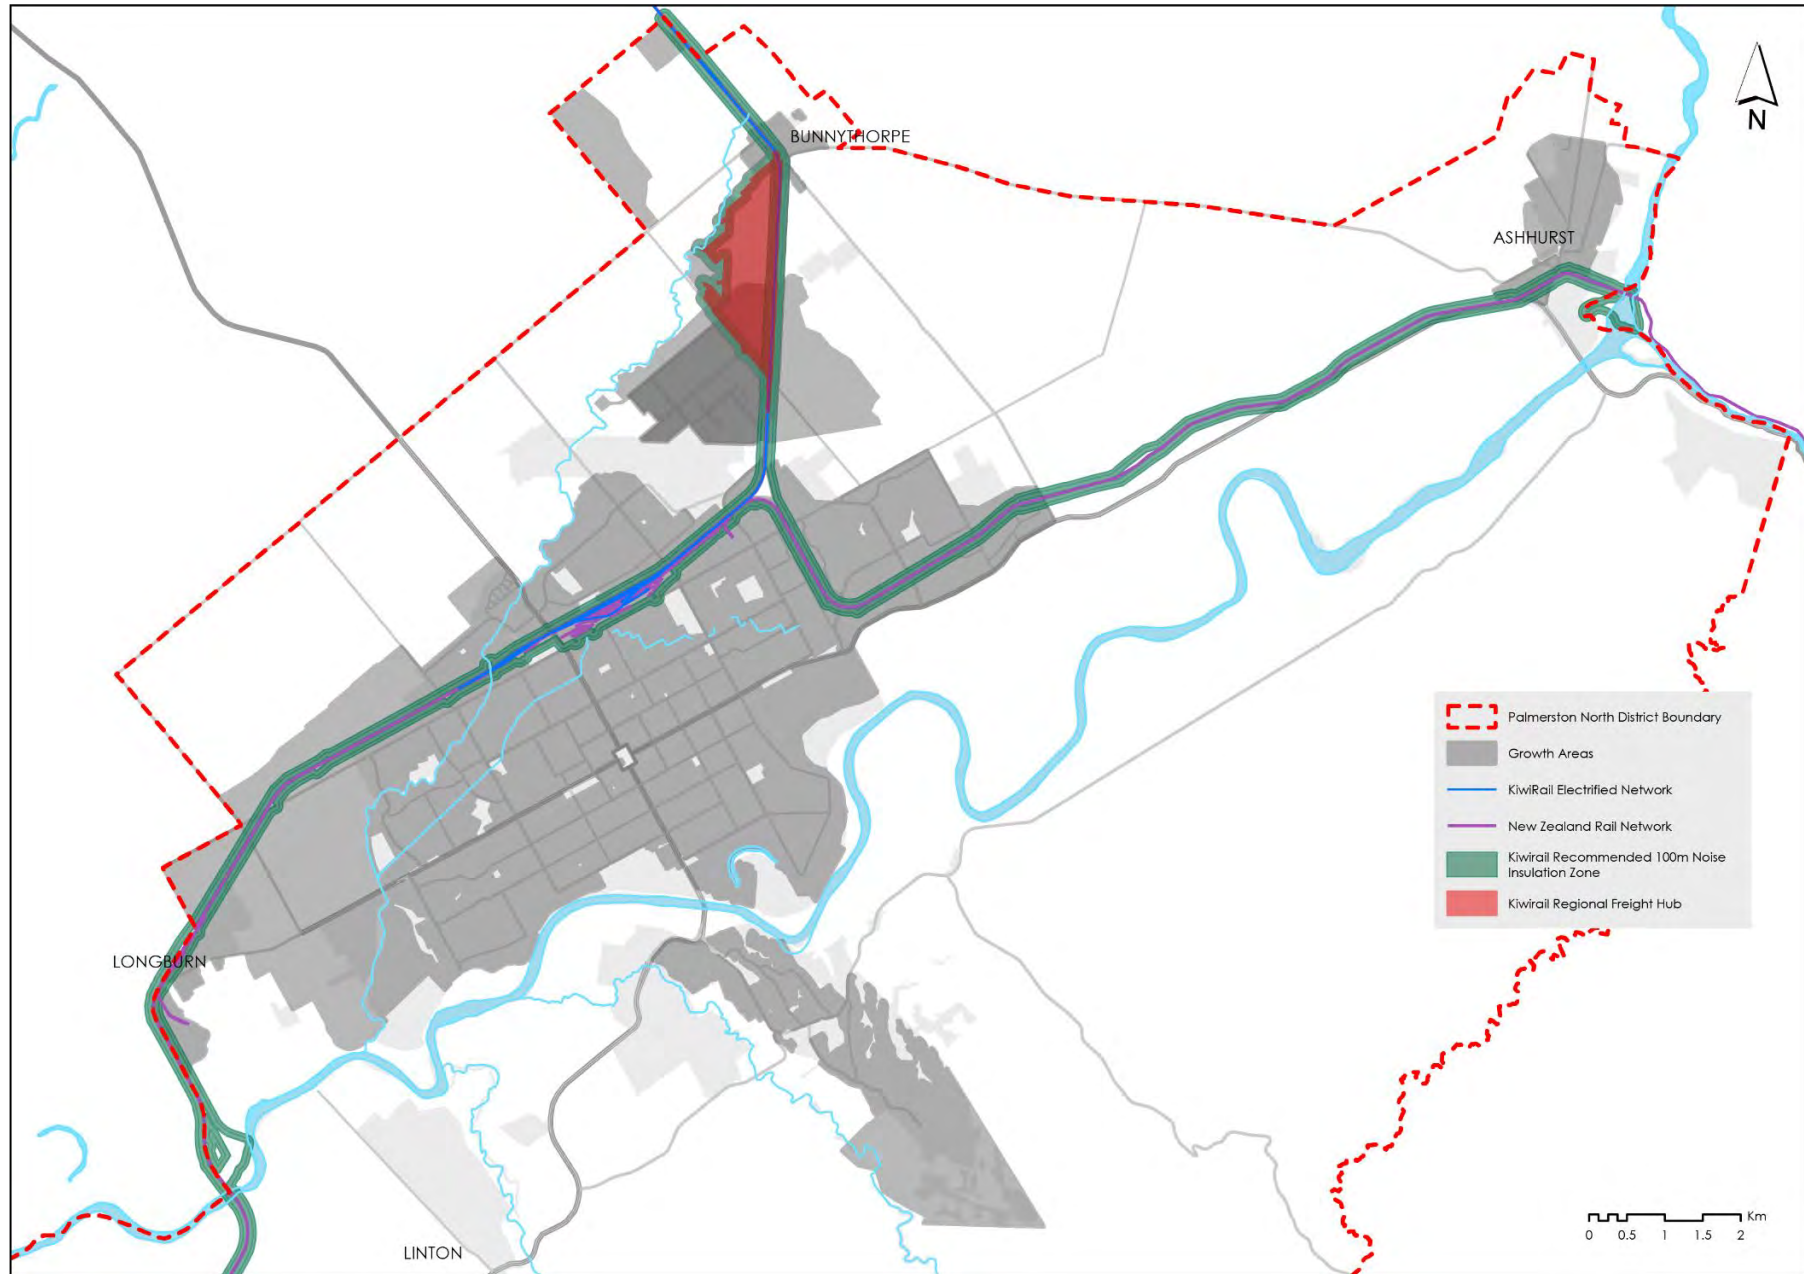 BUNNYTHORPE
N
ASHHURST
Palmerston North District Boundary
Growth Areas
KiwiRail Electrified Network
New Zealand Rail Network
Kiwirail Recommended 100m Noise
Insulation Zone
Kiwirail Regional Freight Hub
LONGBURN
LINTON
Km
0 0.5 1 1.5 2